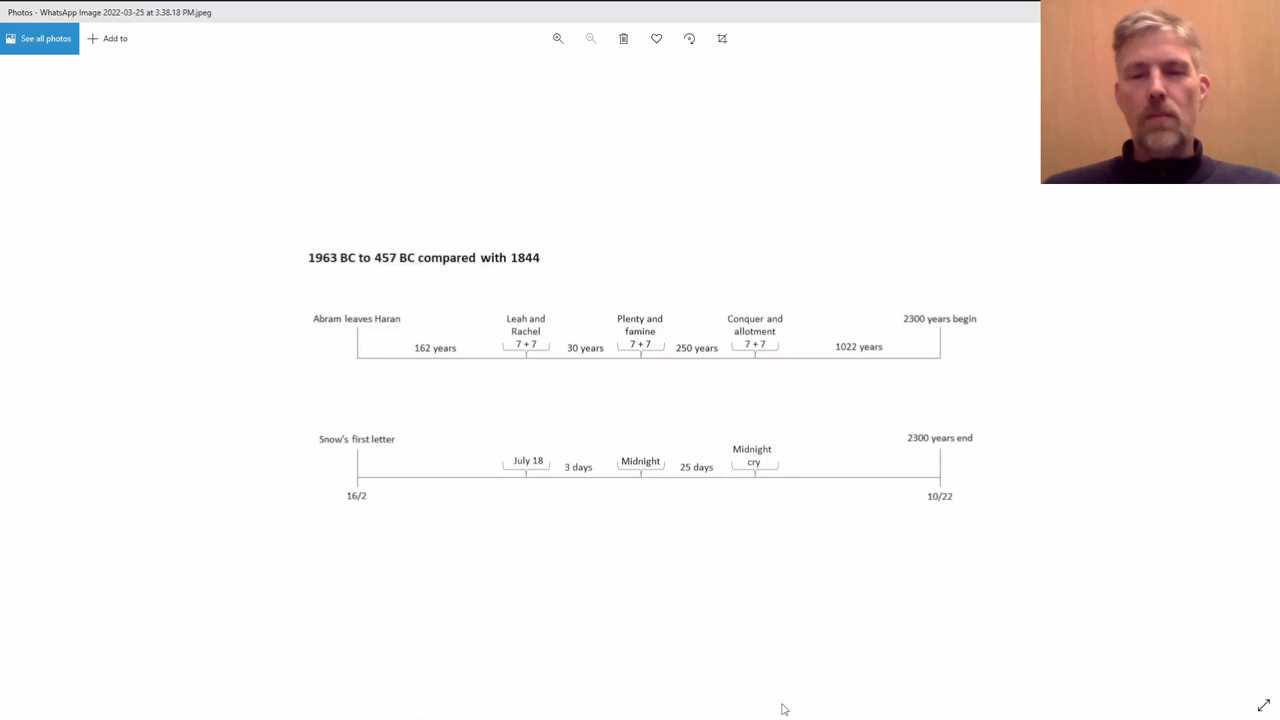 Photos - WhatsApp Image 2022-03-25 at 3.38.18 PM.jpeg
See all photos
Add to
1963 BC to 457 BC compared with 1844
Abram leaves Haran
Leah and
Rachel
7 + 7
Plenty and
famine
7 + 7
Conquer and
allotment
7 + 7
2300 years begin
162 years
30 years
250 years
1022 years
Snow's first letter
July 18
3 days
Midnight
25 days
Midnight
cry
2300 years end
16/2
10/22